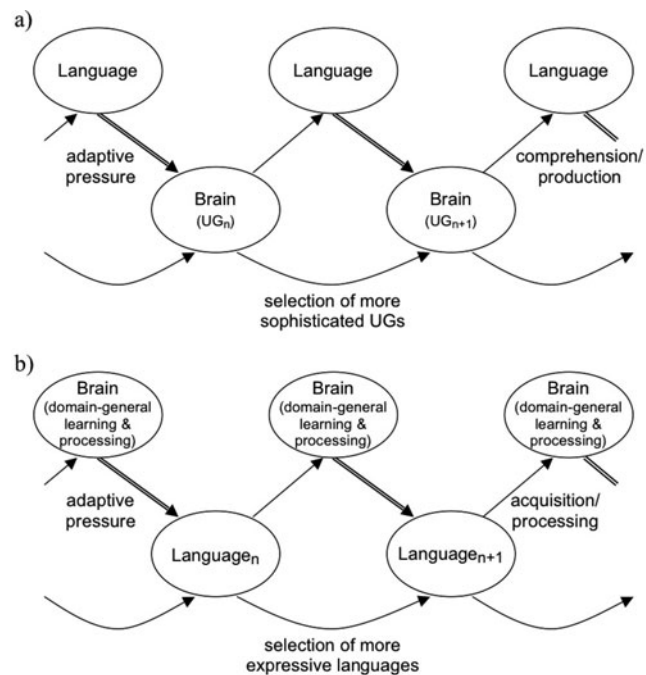 a)
Language
Language
Language
adaptive
pressure
comprehension/
production
Brain
(UGn)
Brain
(UGn+1)
selection of more
sophisticated UGs
b)
Brain
(domain-general
learning &
processing)
Brain
(domain-general
learning &
processing)
Brain
(domain-general
learning &
processing)
adaptive
pressure
acquisition/
processing
Languagen
Languagen+1
selection of more
expressive languages